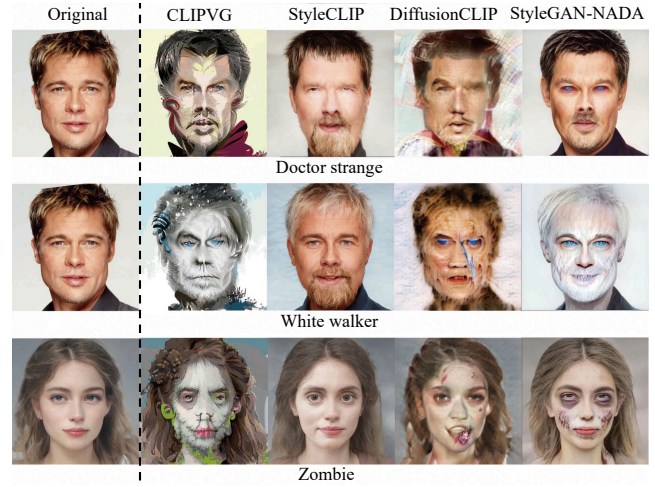 Original CLIPVG StyleCLIP DiffusionCLIP StyleGAN-NADA
Doctor strange
White walker
Zombie